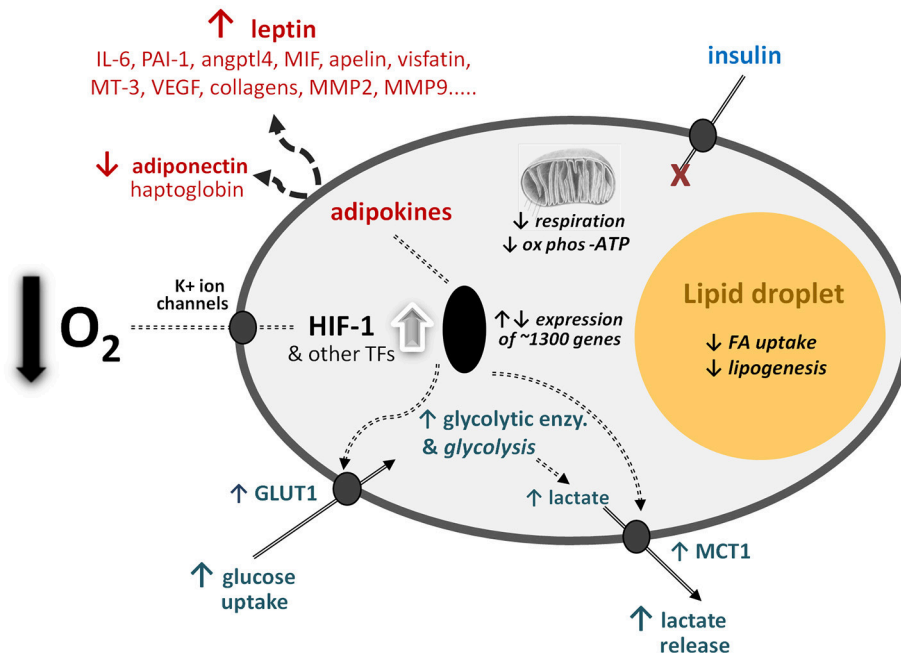 ↑ leptin
IL-6, PAI-1, angptl4, MIF, apelin, visfatin,
MT-3, VEGF, collagens, MMP2, MMP9.....
insulin
X
↓ adiponectin
haptoglobin
adipokines
↓ respiration
↓ ox phos -ATP
K+ ion
channels
↓ O2
HIF-1
& other TFs
↑↓ expression
of ~1300 genes
Lipid droplet
↓ FA uptake
↓ lipogenesis
↑ glycolytic enzy.
& glycolysis
↑ GLUT1
↑ lactate
↑ MCT1
↑ glucose
uptake
↑ lactate
release